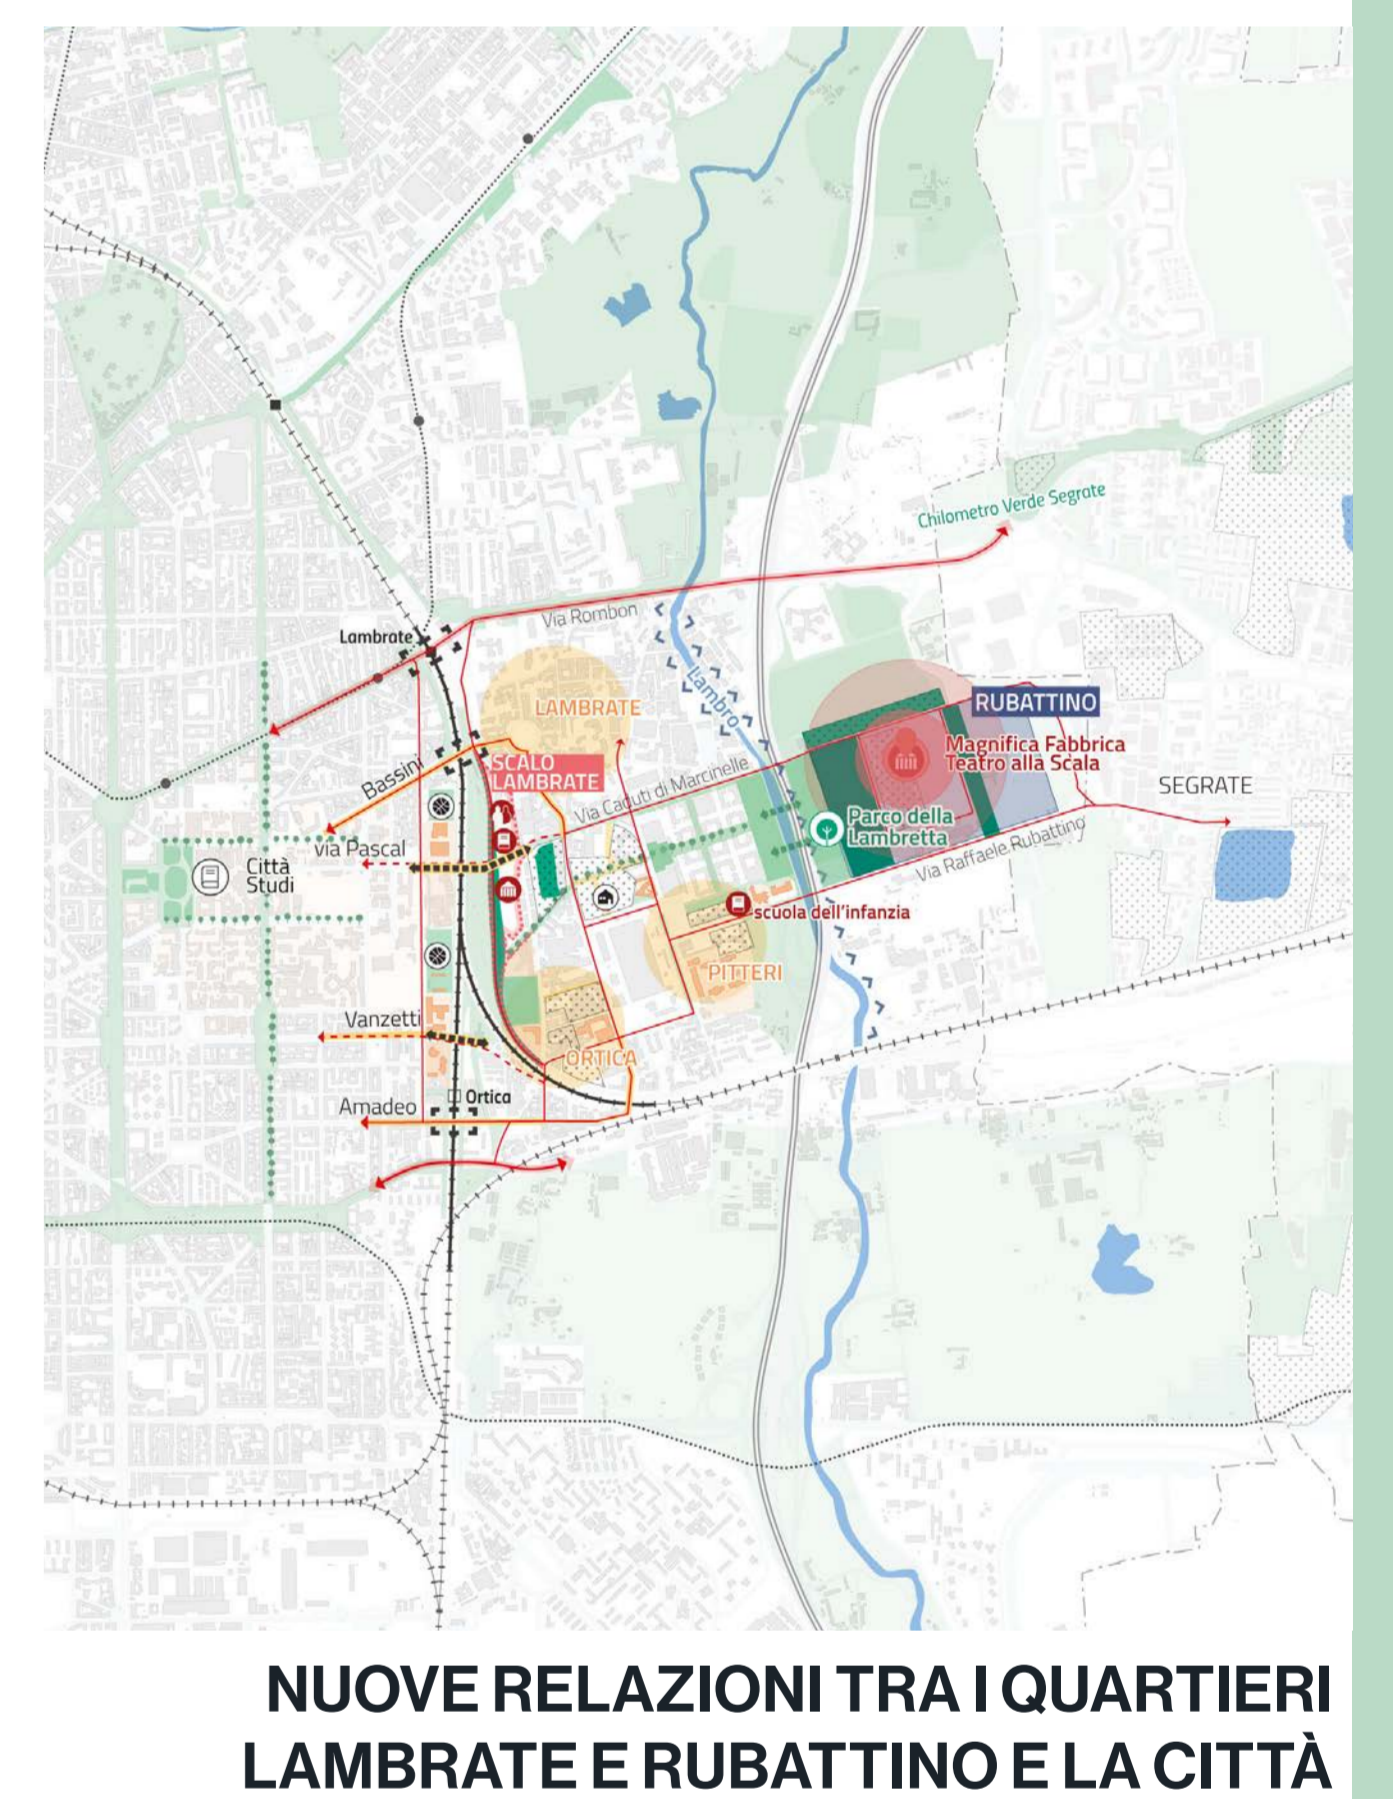 Chilometro Verde Segrate
Via Rombon
Lambrate
Lambro
LAMBRATE
RUBATTINO
Magnifica Fabbrica
Teatro alla Scala
SCALO
LAMBRATE
Bassini
Via Caduti di Marcinelle
SEGRATE
Parco della
Lambretta
via Pascal
Via Raffaele Rubattino
Città
Studi
scuola dell'infanzia
PITTERI
Vanzetti
ORTICA
Ortica
Amadeo
NUOVE RELAZIONI TRA I QUARTIERI
LAMBRATE E RUBATTINO E LA CITTÀ